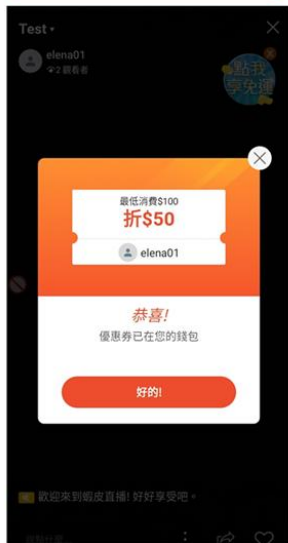 Test
elena01
2 觀看者
點我
享免運
最低消費$100
折$50
elena01
恭喜!
優惠券已在您的錢包
好的!
歡迎來到蝦皮直播! 好好享受吧。